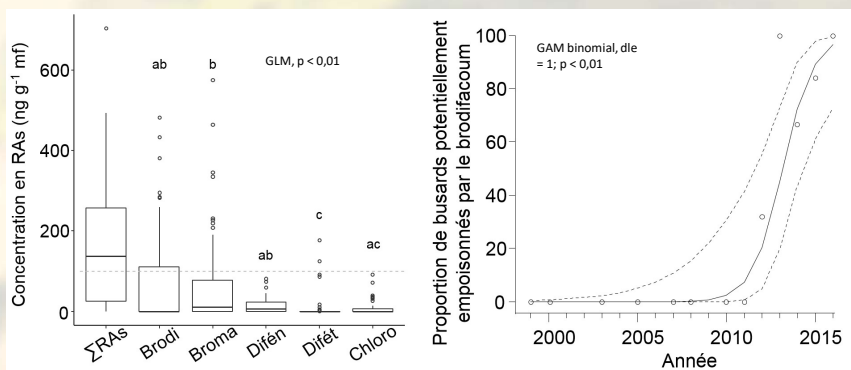 Concentration en RAs (ng g⁻¹ mf)
600
400
200
0
ab
b
GLM, p < 0,01
ab
c
ac
∑RAs
Brodi
Broma
Difén
Difét
Chloro
Proportion de busards potentiellement
empoisonnés par le brodifacoum
100
80
60
40
20
0
GAM binomial, dle
= 1; p < 0,01
2000
2005
2010
2015
Année